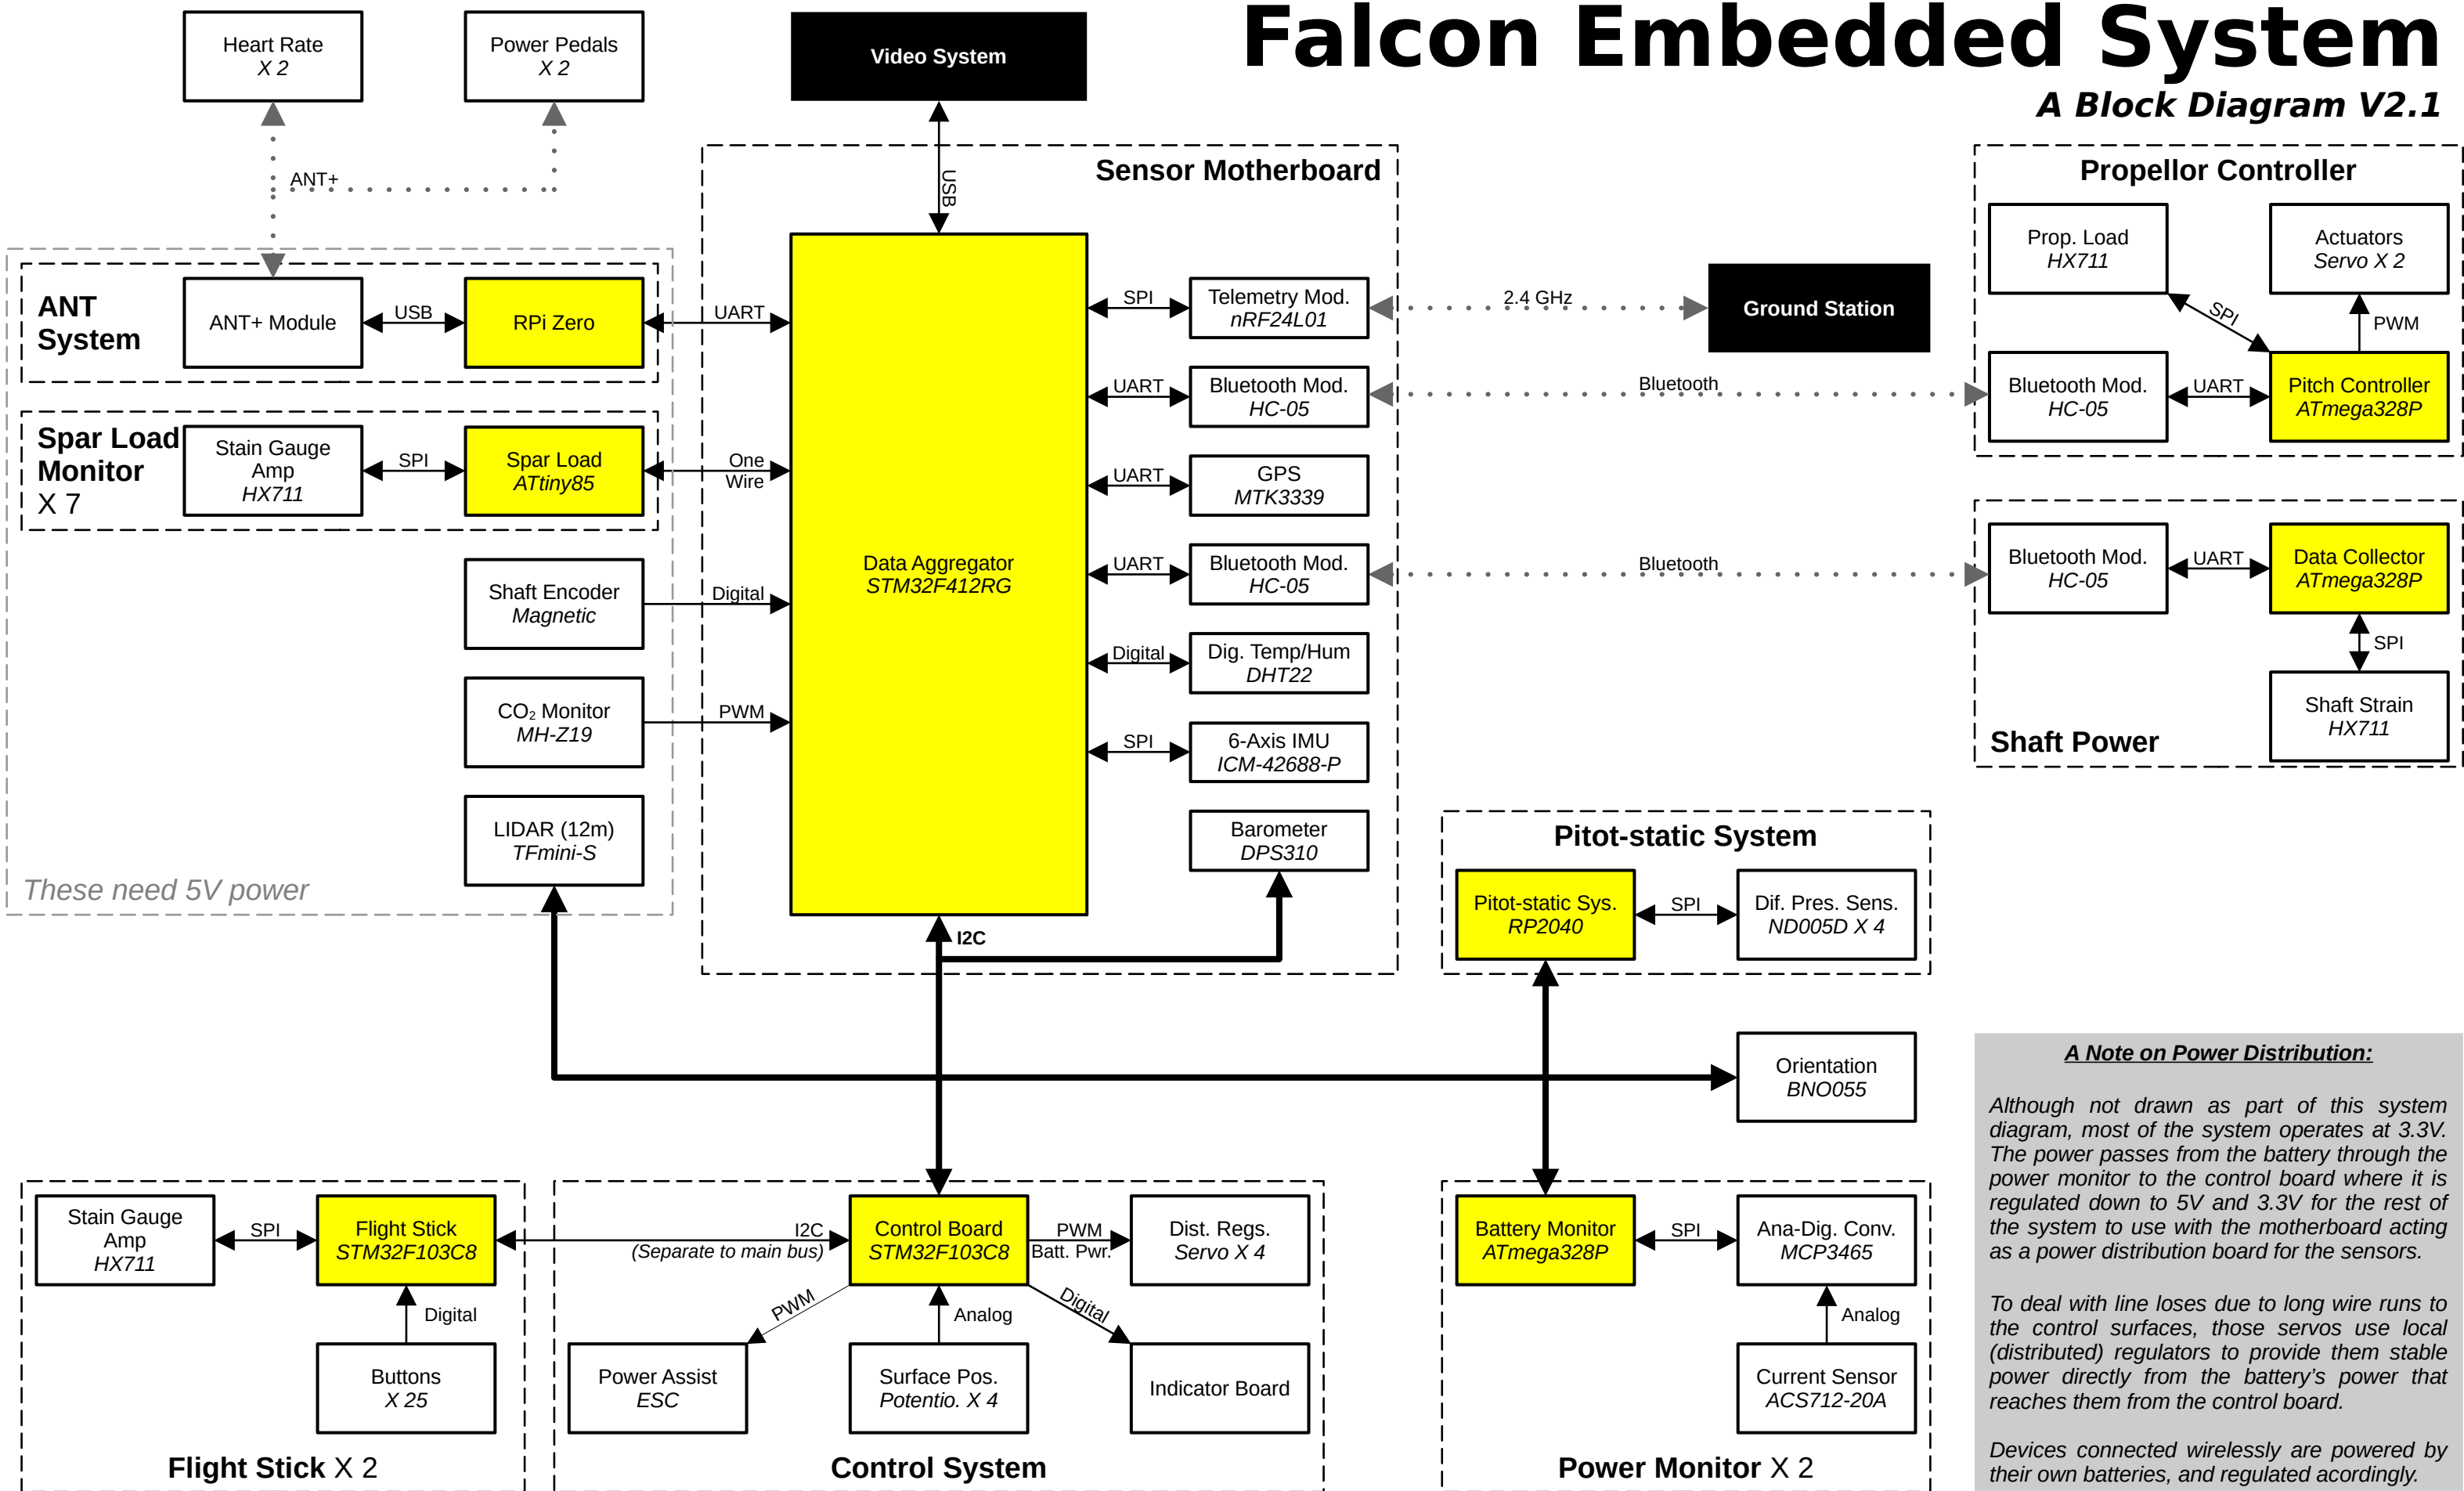 Falcon Embedded System
A Block Diagram V2.1
Heart Rate
X 2
Power Pedals
X 2
Video System
ANT+
USB
Sensor Motherboard
ANT
System
ANT+ Module
USB
RPi Zero
UART
Spar Load
Monitor
X 7
Stain Gauge
Amp
HX711
SPI
Spar Load
ATtiny85
One
Wire
Shaft Encoder
Magnetic
Digital
CO₂ Monitor
MH-Z19
PWM
LIDAR (12m)
TFmini-S
These need 5V power
Data Aggregator
STM32F412RG
SPI
Telemetry Mod.
nRF24L01
2.4 GHz
Ground Station
UART
Bluetooth Mod.
HC-05
Bluetooth
UART
GPS
MTK3339
UART
Bluetooth Mod.
HC-05
Bluetooth
Digital
Dig. Temp/Hum
DHT22
SPI
6-Axis IMU
ICM-42688-P
Barometer
DPS310
I2C
Propellor Controller
Prop. Load
HX711
Actuators
Servo X 2
SPI
PWM
Bluetooth Mod.
HC-05
UART
Pitch Controller
ATmega328P
Bluetooth Mod.
HC-05
UART
Data Collector
ATmega328P
SPI
Shaft Strain
HX711
Shaft Power
Pitot-static System
Pitot-static Sys.
RP2040
SPI
Dif. Pres. Sens.
ND005D X 4
Orientation
BNO055
Stain Gauge
Amp
HX711
SPI
Flight Stick
STM32F103C8
Digital
Buttons
X 25
Flight Stick X 2
I2C
(Separate to main bus)
Control Board
STM32F103C8
PWM
Batt. Pwr.
Dist. Regs.
Servo X 4
PWM
Analog
Digital
Power Assist
ESC
Surface Pos.
Potentio. X 4
Indicator Board
Control System
Battery Monitor
ATmega328P
SPI
Ana-Dig. Conv.
MCP3465
Analog
Current Sensor
ACS712-20A
Power Monitor X 2
A Note on Power Distribution:
Although not drawn as part of this system
diagram, most of the system operates at 3.3V.
The power passes from the battery through the
power monitor to the control board where it is
regulated down to 5V and 3.3V for the rest of
the system to use with the motherboard acting
as a power distribution board for the sensors.
To deal with line loses due to long wire runs to
the control surfaces, those servos use local
(distributed) regulators to provide them stable
power directly from the battery’s power that
reaches them from the control board.
Devices connected wirelessly are powered by
their own batteries, and regulated acordingly.